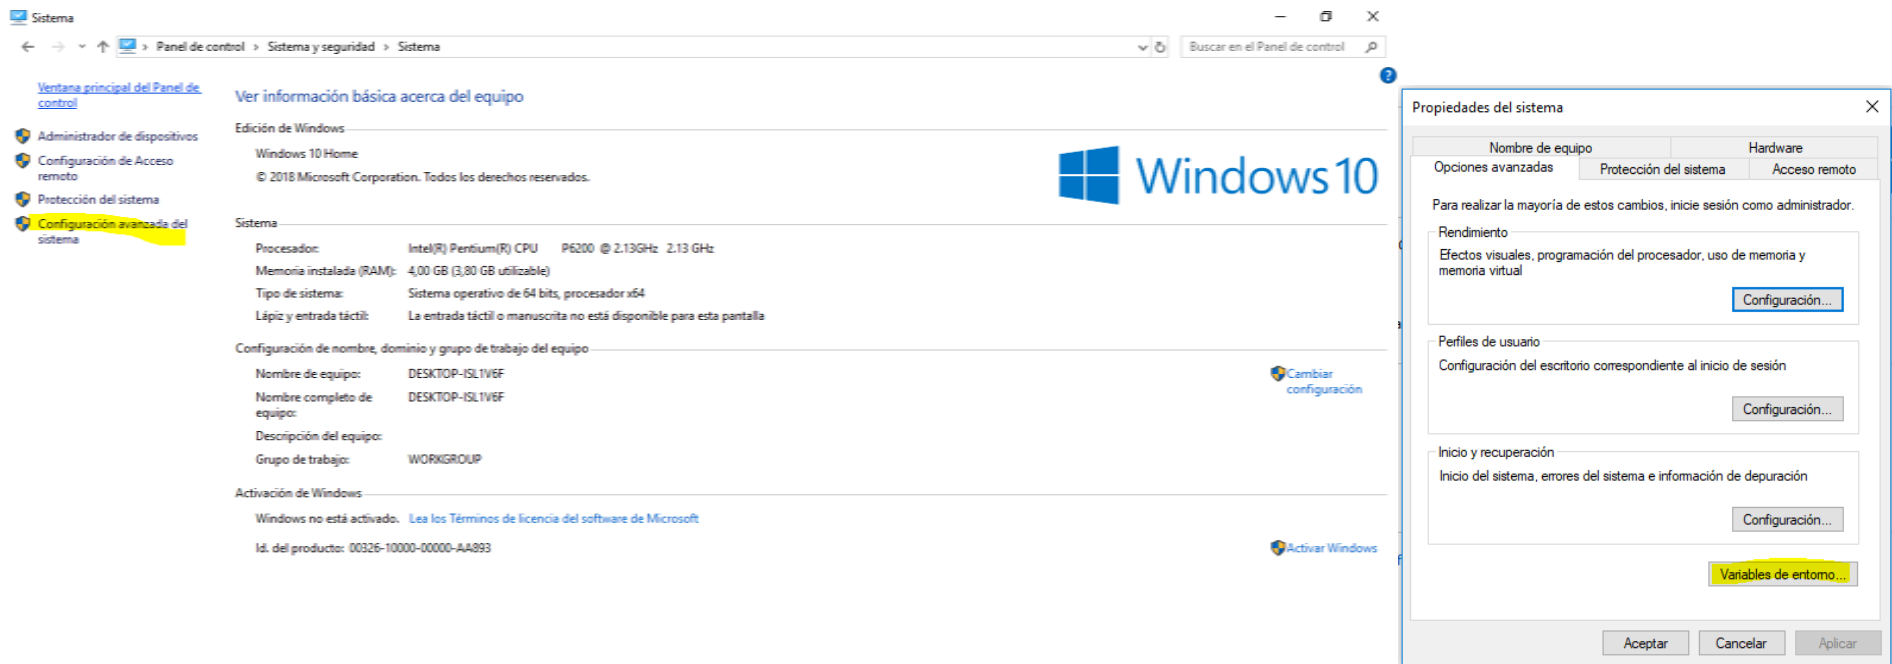 Sistema
Panel de control > Sistema y seguridad > Sistema
Buscar en el Panel de control
Ventana principal del Panel de
control
Administrador de dispositivos
Configuración de Acceso
remoto
Protección del sistema
Configuración avanzada del
sistema
Ver información básica acerca del equipo
Edición de Windows
Windows 10 Home
© 2018 Microsoft Corporation. Todos los derechos reservados.
Windows 10
Sistema
Procesador: Intel(R) Pentium(R) CPU P6200 @ 2.13GHz 2.13 GHz
Memoria instalada (RAM): 4,00 GB (3,80 GB utilizable)
Tipo de sistema: Sistema operativo de 64 bits, procesador x64
Lápiz y entrada táctil: La entrada táctil o manuscrita no está disponible para esta pantalla
Configuración de nombre, dominio y grupo de trabajo del equipo
Nombre de equipo: DESKTOP-ISL1V6F
Cambiar
configuración
Nombre completo de
equipo: DESKTOP-ISL1V6F
Descripción del equipo:
Grupo de trabajo: WORKGROUP
Activación de Windows
Windows no está activado. Lea los Términos de licencia del software de Microsoft
Id. del producto: 00326-10000-00000-AA893
Activar Windows
Propiedades del sistema
Nombre de equipo
Hardware
Opciones avanzadas
Protección del sistema
Acceso remoto
Para realizar la mayoría de estos cambios, inicie sesión como administrador.
Rendimiento
Efectos visuales, programación del procesador, uso de memoria y
memoria virtual
Configuración...
Perfiles de usuario
Configuración del escritorio correspondiente al inicio de sesión
Configuración...
Inicio y recuperación
Inicio del sistema, errores del sistema e información de depuración
Configuración...
Variables de entorno...
Aceptar
Cancelar
Aplicar